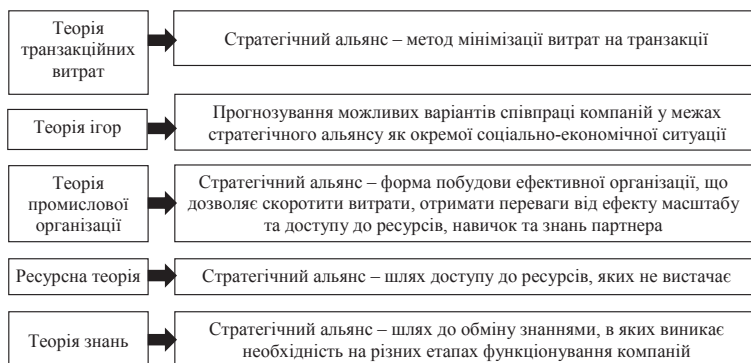 Теорія
транзакційних
витрат
Стратегічний альянс – метод мінімізації витрат на транзакції
Теорія ігор
Прогнозування можливих варіантів співпраці компаній у межах
стратегічного альянсу як окремої соціально-економічної ситуації
Теорія
промислової
організації
Стратегічний альянс – форма побудови ефективної організації, що
дозволяє скоротити витрати, отримати переваги від ефекту масштабу
та доступу до ресурсів, навичок та знань партнера
Ресурсна теорія
Стратегічний альянс – шлях доступу до ресурсів, яких не вистачає
Теорія знань
Стратегічний альянс – шлях до обміну знаннями, в яких виникає
необхідність на різних етапах функціонування компаній